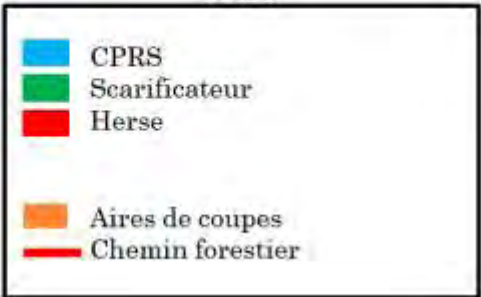 CPRS
Scarificateur
Herse
Aires de coupes
Chemin forestier